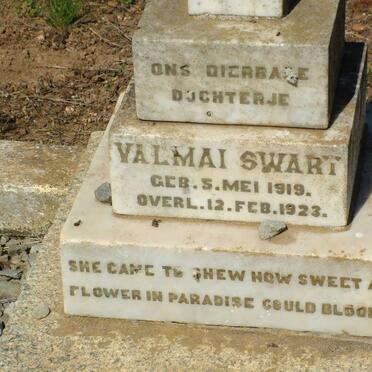 ONS DIERBARE
DOCHTERJE
VALMAI SWART
GEB. 5. MEI 1919.
OVERL. 12. FEB. 1923.
SHE CAME TO SHEW HOW SWEET A
FLOWER IN PARADISE COULD BLOOM